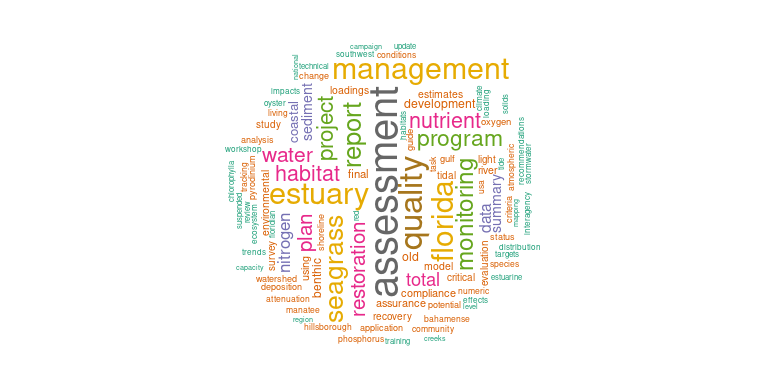 campaign
update
southwest
conditions
national
technical
management
change
impacts
loadings
estimates
climate
loading
solids
oyster
coastal
sediment
project
report
assessment
development
living
habitats
nutrient
oxygen
study
guide
program
recommendations
stormwater
analysis
workshop
water
quality
task
gulf
light
tide
atmospheric
chlorophyla
tracking
pyrodinium
habitat
final
tidal
river
monitoring
usa
estuary
florida
data
summary
criteria
mapping
interagency
suspended
review
ecosystem
environmental
floridian
nitrogen
plan
shoreline
seagrass
restoration
red
status
distribution
trends
survey
using
benthic
old
model
evaluation
targets
species
capacity
watershed
deposition
total
critical
estuarine
attenuation
compliance
numeric
effects
level
manatee
assurance
potential
region
recovery
bahamense
hillsborough
application
community
phosphorus
training
creeks